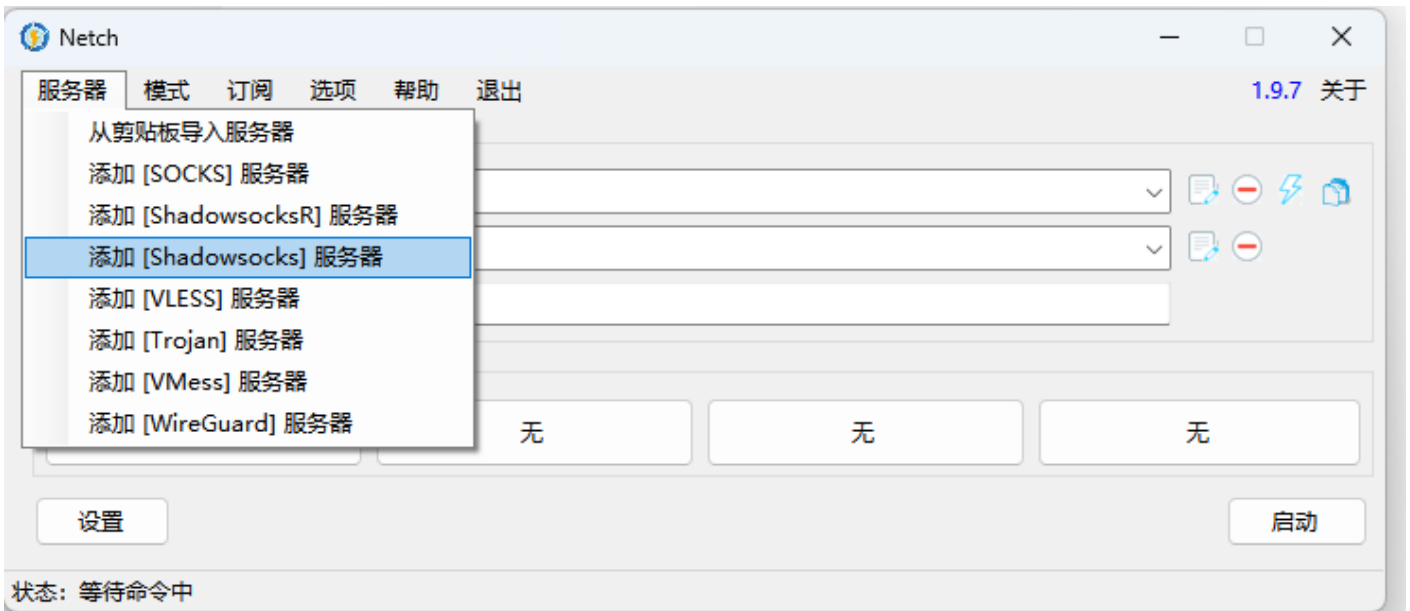 Netch
服务器 模式 订阅 选项 帮助 退出 1.9.7 关于
从剪贴板导入服务器
添加 [SOCKS] 服务器
添加 [ShadowsocksR] 服务器
添加 [Shadowsocks] 服务器
添加 [VLESS] 服务器
添加 [Trojan] 服务器
添加 [VMess] 服务器
添加 [WireGuard] 服务器
无 无 无
设置 启动
状态：等待命令中